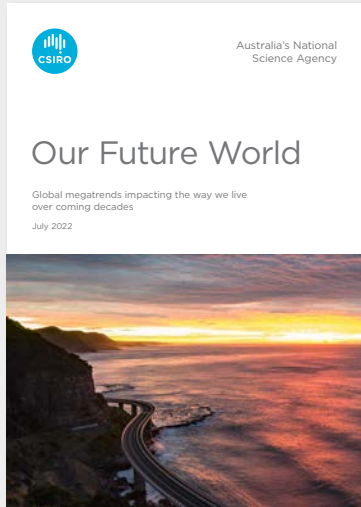 CSIRO
Australia's National
Science Agency
Our Future World
Global megatrends impacting the way we live
over coming decades
July 2022